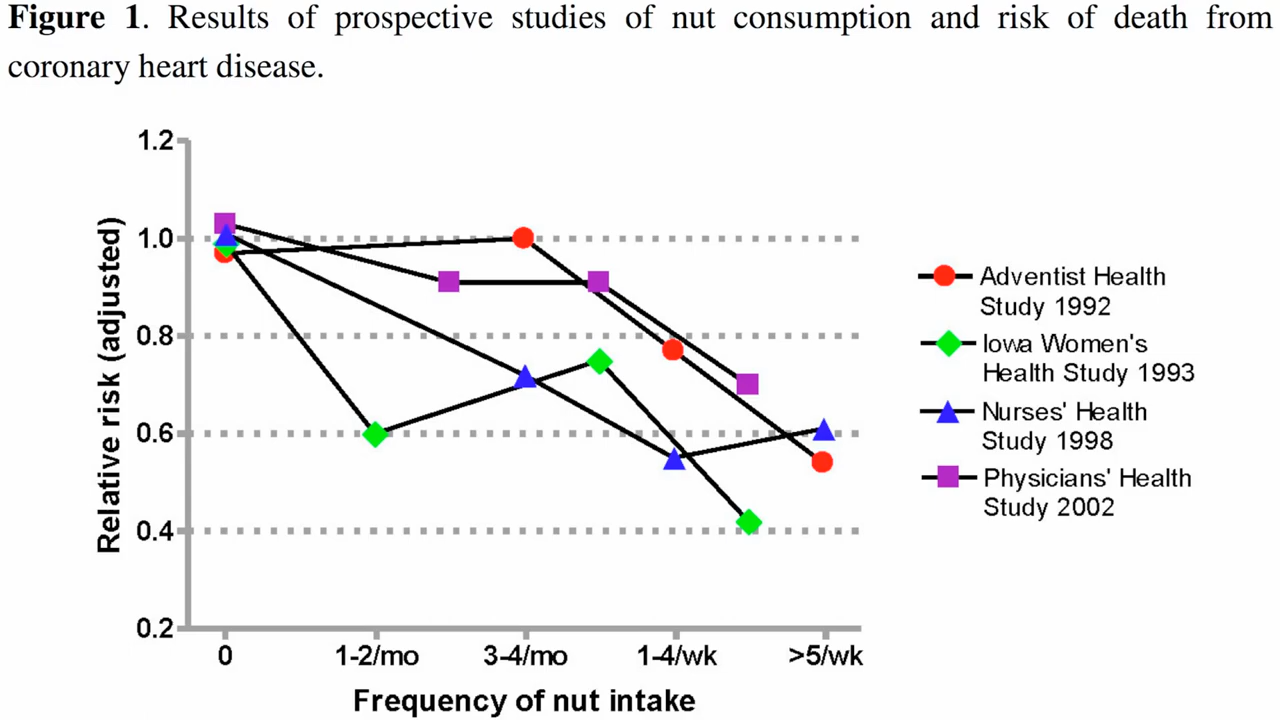 Figure 1. Results of prospective studies of nut consumption and risk of death from
coronary heart disease.
1.2
1.0
0.8
0.6
0.4
0.2
Relative risk (adjusted)
0
1-2/mo
3-4/mo
1-4/wk
>5/wk
Frequency of nut intake
Adventist Health
Study 1992
Iowa Women's
Health Study 1993
Nurses' Health
Study 1998
Physicians' Health
Study 2002